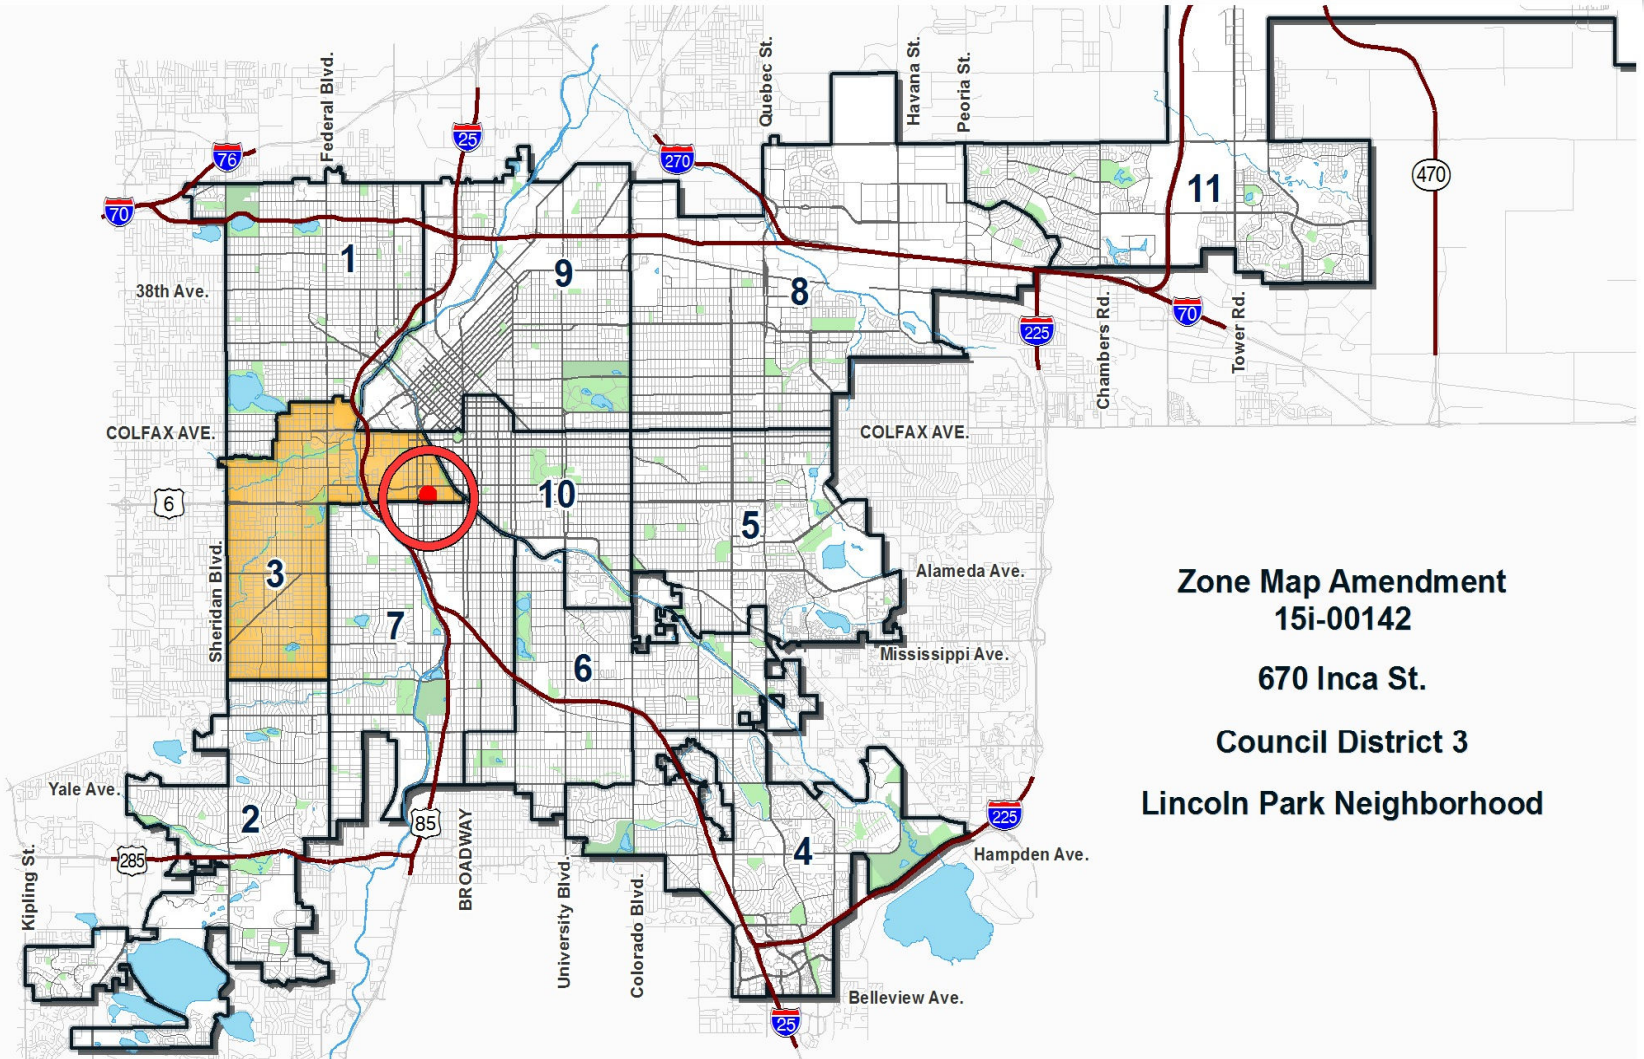 Federal Blvd.
Quebec St.
Havana St.
Peoria St.
25
76
270
470
70
11
1
9
8
38th Ave.
225
Chambers Rd.
70
Tower Rd.
COLFAX AVE.
COLFAX AVE.
6
10
5
Sheridan Blvd.
3
Alameda Ave.
7
Mississippi Ave.
6
Zone Map Amendment
15i-00142
670 Inca St.
Council District 3
Lincoln Park Neighborhood
Yale Ave.
2
85
BROADWAY
225
285
4
Hampden Ave.
Kipling St.
University Blvd.
Colorado Blvd.
Belleview Ave.
25